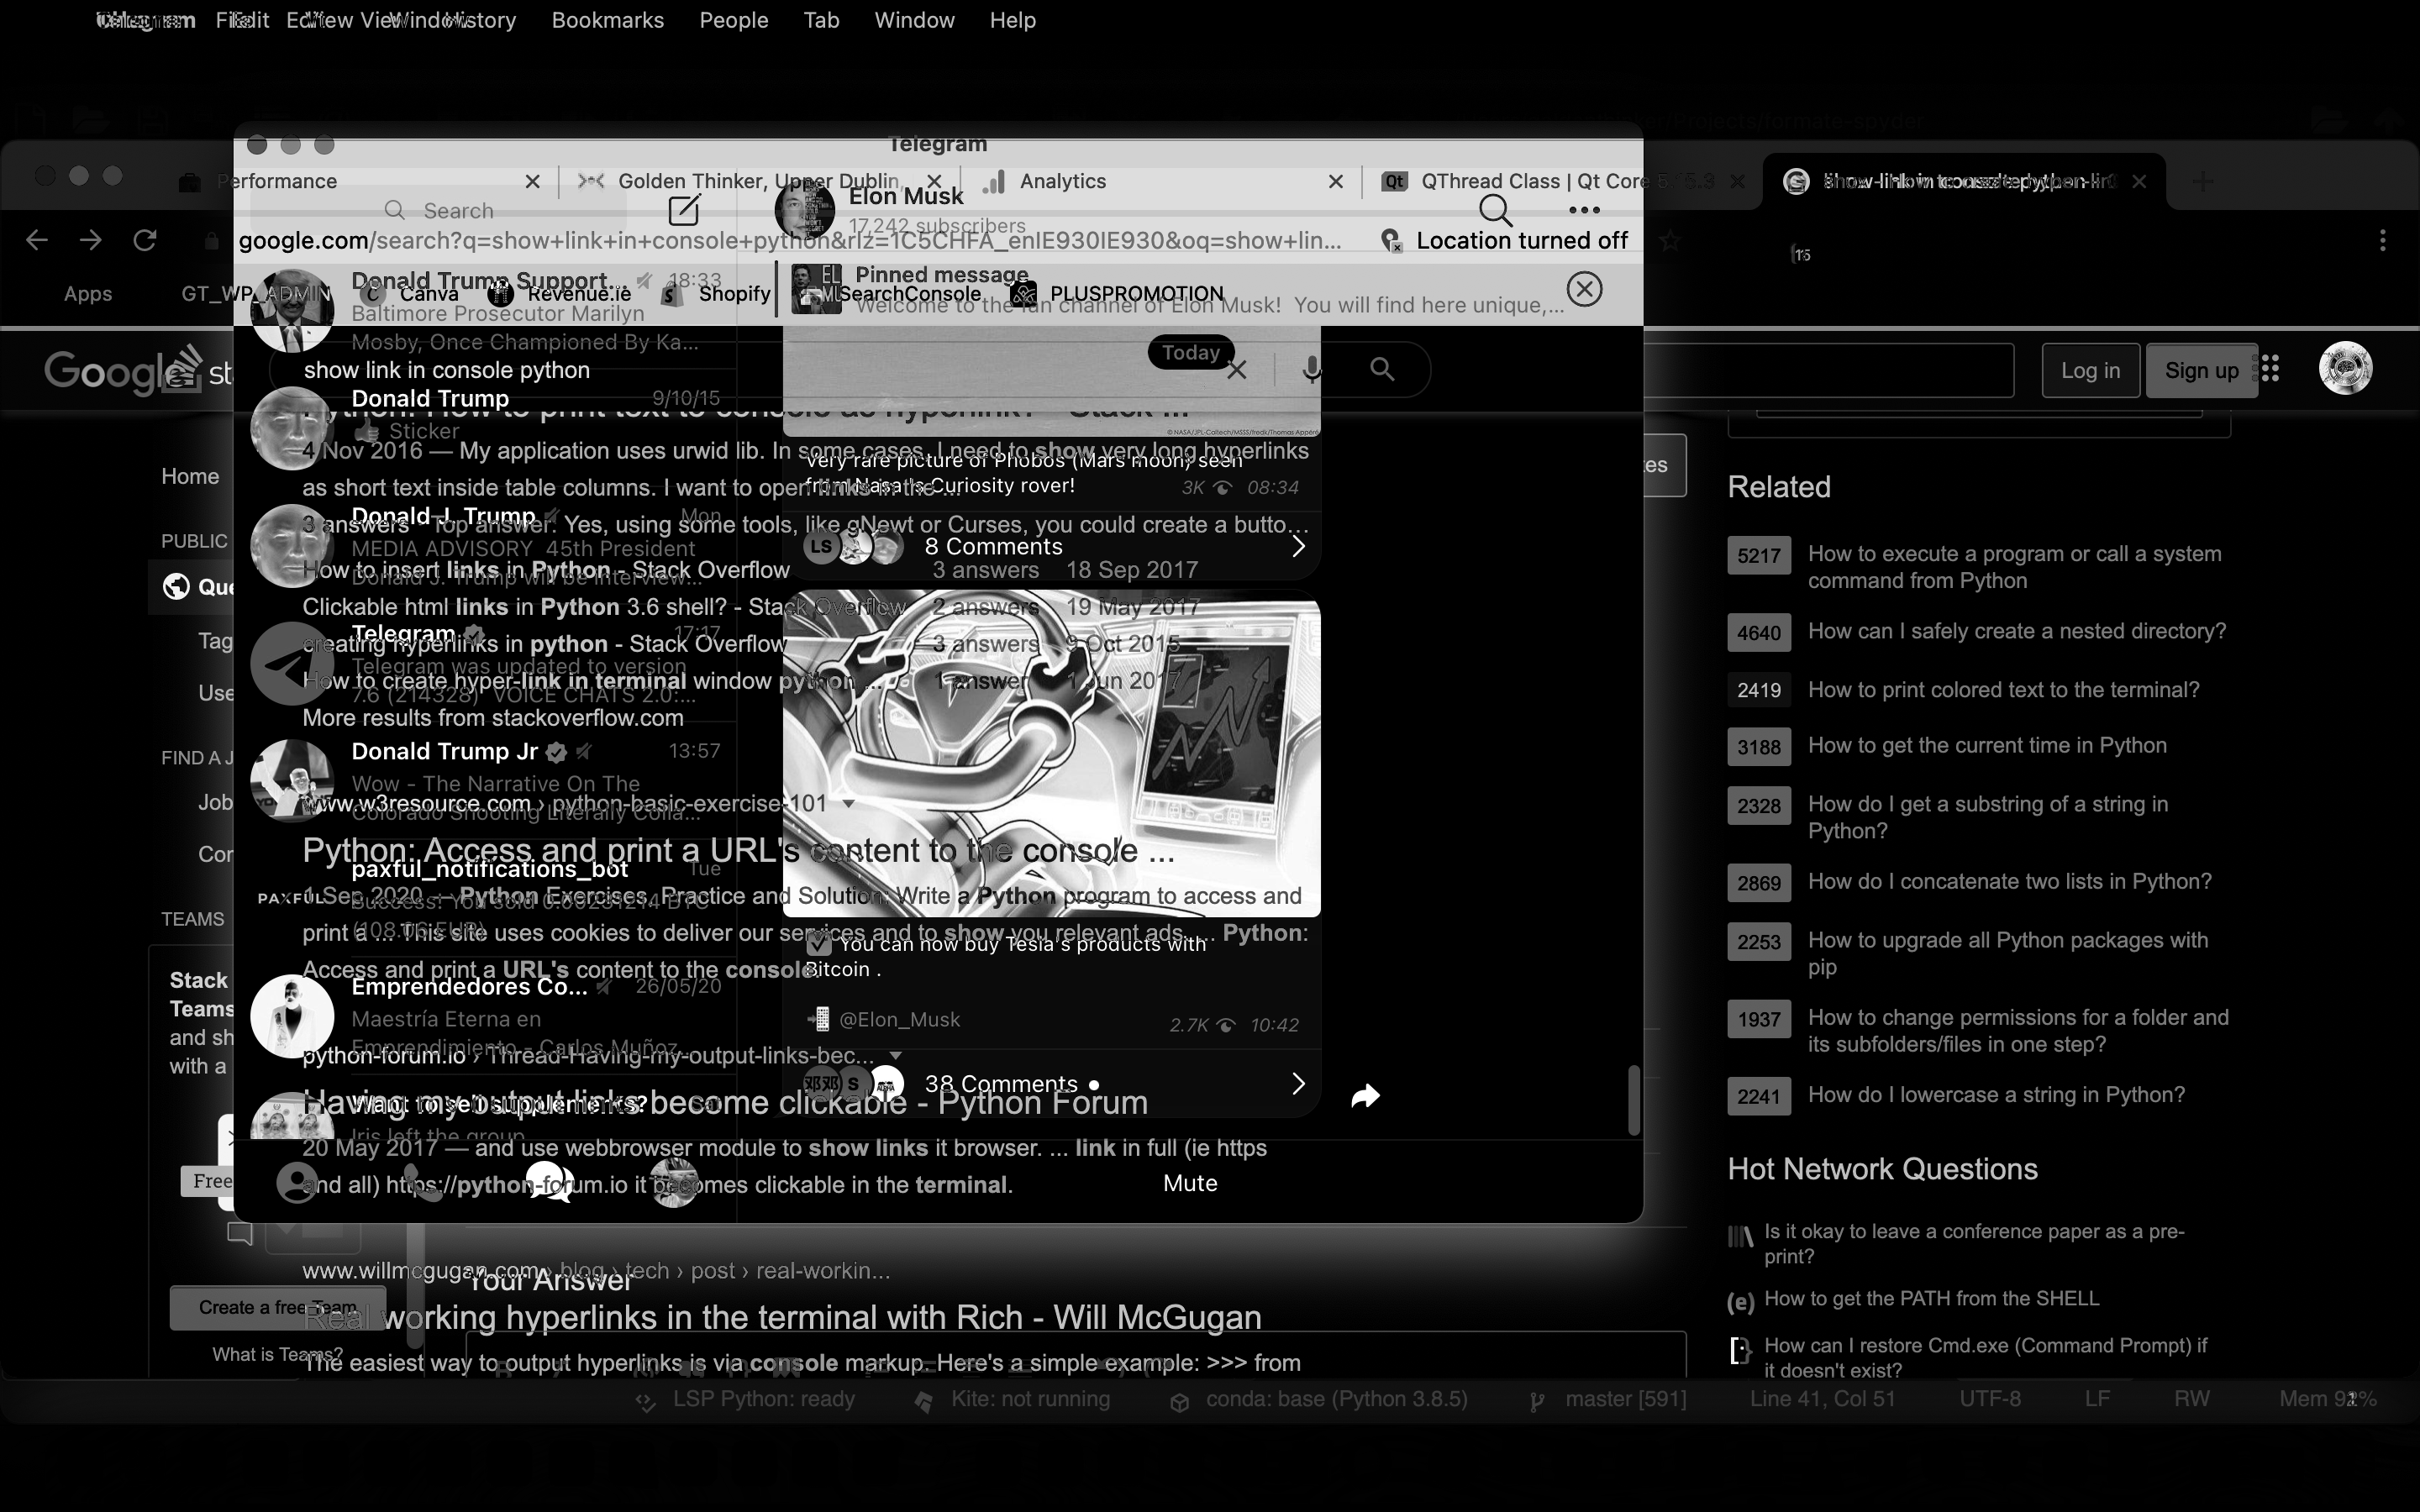 Telegram File Edit View Window History Bookmarks People Tab Window Help
Telegram
Performance
Golden Thinker, Upper Dublin,
Analytics
QThread Class | Qt Core 5.15.3
Search
Elon Musk
17,242 subscribers
google.com/search?q=show+link+in+console+python&rlz=1C5CHFA_enIE930IE930&oq=show+lin...
Location turned off
Apps
GT_WP_ADMIN
Canva
Revenue.ie
Shopify
SearchConsole
PLUSPROMOTION
Donald Trump Support... 18:33
Baltimore Prosecutor Marilyn
Mosby, Once Championed By Ka...
Pinned message
Welcome to the fan channel of Elon Musk! You will find here unique,...
Google
show link in console python
Today
Log in
Sign up
Donald Trump 9/10/15
Sticker
Python: How to print text to console as hyperlink? - Stack ...
© NASA/JPL-Caltech/MSSS/fredk/Thomas Appéré
4 Nov 2016 — My application uses urwid lib. In some cases, I need to show very long hyperlinks
as short text inside table columns. I want to open links in the ...
Very rare picture of Phobos (Mars moon) seen
from Nasa's Curiosity rover!
3K 08:34
3 answers · Top answer: Yes, using some tools, like gNewt or Curses, you could create a butto...
Donald J. Trump Mon
MEDIA ADVISORY 45th President
Donald J. Trump will be interview...
LS
8 Comments
How to insert links in Python - Stack Overflow 3 answers 18 Sep 2017
Clickable html links in Python 3.6 shell? - Stack Overflow 2 answers 19 May 2017
creating hyperlinks in python - Stack Overflow 3 answers 9 Oct 2015
How to create hyper-link in terminal window python ... 1 answer 1 Jun 2017
More results from stackoverflow.com
Telegram 17:17
Telegram was updated to version
7.6 (214328) VOICE CHATS 2.0:...
Donald Trump Jr 13:57
Wow - The Narrative On The
Colorado Shooting Literally Colla...
www.w3resource.com › python-basic-exercise-101
Python: Access and print a URL's content to the console ...
paxful_notifications_bot Tue
PAXFUL
Success: You sold 0.00231214 BTC
(108.06 EUR)
1 Sep 2020 — Python Exercises, Practice and Solution: Write a Python program to access and
print a ... This site uses cookies to deliver our services and to show you relevant ads. ... Python:
Access and print a URL's content to the console.
You can now buy Tesla's products with
Bitcoin .
@Elon_Musk
2.7K 10:42
Emprendedores Co... 26/05/20
Maestría Eterna en
Emprendimiento - Carlos Muñoz
python-forum.io › Thread-Having-my-output-links-bec...
38 Comments
Having my output links become clickable - Python Forum
Want to sell supplements? Sat
Iris left the group
20 May 2017 — and use webbrowser module to show links it browser. ... link in full (ie https
and all) https://python-forum.io it becomes clickable in the terminal.
Mute
www.willmcgugan.com › blog › tech › post › real-workin...
Your Answer
Real working hyperlinks in the terminal with Rich - Will McGugan
The easiest way to output hyperlinks is via console markup. Here's a simple example: >>> from
Home
PUBLIC
Que
Tag
Use
FIND A J
Job
Cor
TEAMS
Stack
Teams
and sh
with a
Free
Create a free Team
What is Teams?
Related
5217 How to execute a program or call a system
command from Python
4640 How can I safely create a nested directory?
2419 How to print colored text to the terminal?
3188 How to get the current time in Python
2328 How do I get a substring of a string in
Python?
2869 How do I concatenate two lists in Python?
2253 How to upgrade all Python packages with
pip
1937 How to change permissions for a folder and
its subfolders/files in one step?
2241 How do I lowercase a string in Python?
Hot Network Questions
Is it okay to leave a conference paper as a pre-
print?
How to get the PATH from the SHELL
How can I restore Cmd.exe (Command Prompt) if
it doesn't exist?
LSP Python: ready
Kite: not running
conda: base (Python 3.8.5)
master [591]
Line 41, Col 51
UTF-8
LF
RW
Mem